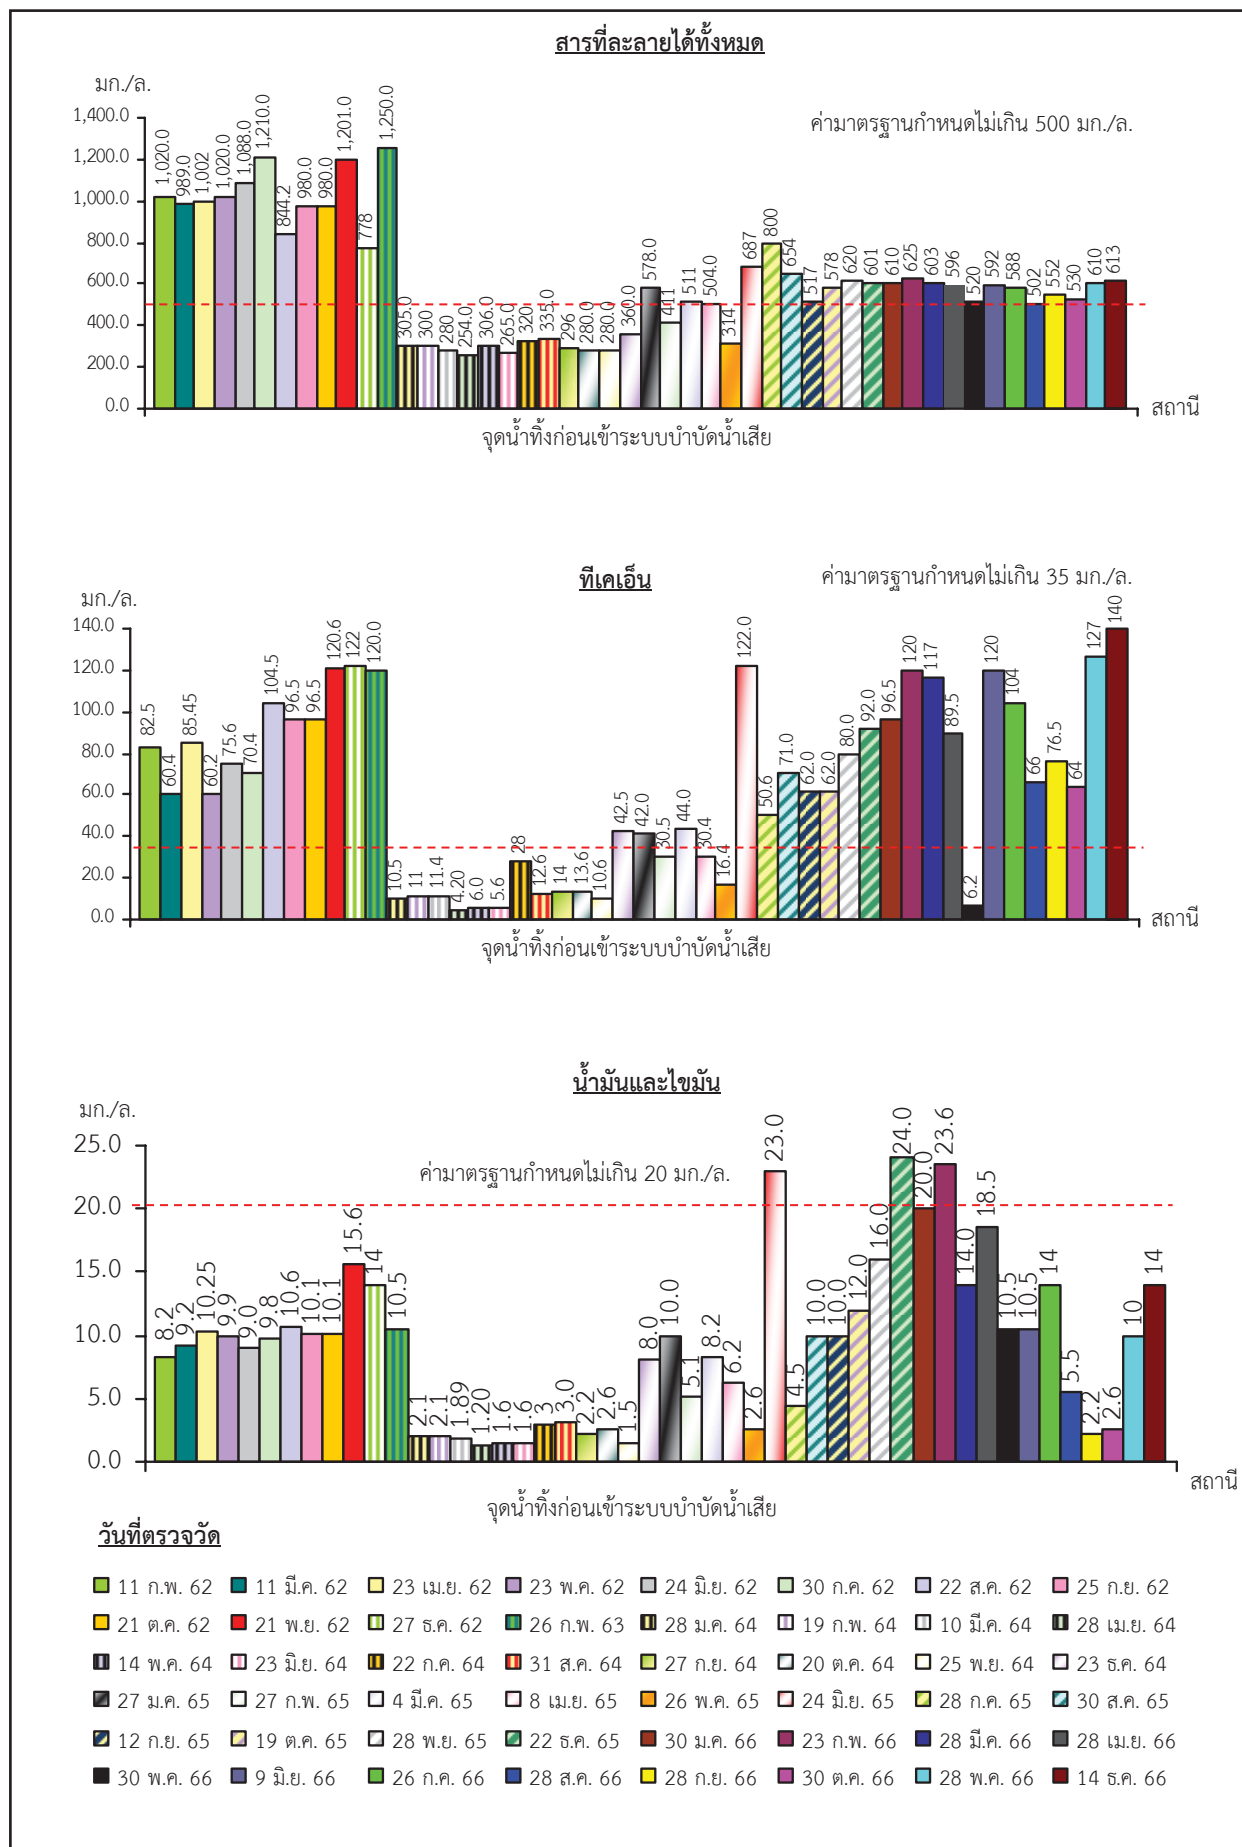 สารที่ละลายได้ทั้งหมด
มก./ล.
ค่ามาตรฐานกำหนดไม่เกิน 500 มก./ล.
1,400.0
1,200.0
1,000.0
800.0
600.0
400.0
200.0
0.0
1,020.0 989.0 1,002 1,020.0 1,088.0 1,210.0 844.2 980.0 980.0 1,201.0 778 1,250.0 305.0 300 280 254.0 306.0 265.0 320 335.0 296 280.0 280.0 360.0 578.0 411 511 504.0 314 687 800 654 517 578 620 601 610 625 603 596 520 592 588 502 552 530 610 613
สถานี
จุดน้ำทิ้งก่อนเข้าระบบบำบัดน้ำเสีย
ทีเคเอ็น
ค่ามาตรฐานกำหนดไม่เกิน 35 มก./ล.
มก./ล.
140.0
120.0
100.0
80.0
60.0
40.0
20.0
0.0
82.5 60.4 85.45 60.2 75.6 70.4 104.5 96.5 96.5 120.6 122 120.0 10.5 11 11.4 4.20 6.0 5.6 28 12.6 14 13.6 10.6 42.5 42.0 30.5 44.0 30.4 16.4 122.0 50.6 71.0 62.0 62.0 80.0 92.0 96.5 120 117 89.5 6.2 120 104 66 76.5 64 127 140
สถานี
จุดน้ำทิ้งก่อนเข้าระบบบำบัดน้ำเสีย
น้ำมันและไขมัน
มก./ล.
ค่ามาตรฐานกำหนดไม่เกิน 20 มก./ล.
25.0
20.0
15.0
10.0
5.0
0.0
8.2 9.2 10.25 9.9 9.0 9.8 10.6 10.1 10.1 15.6 14 10.5 2.1 2.1 1.89 1.20 1.6 1.6 3 3.0 2.2 2.6 1.5 8.0 10.0 5.1 8.2 6.2 2.6 23.0 4.5 10.0 10.0 12.0 16.0 24.0 20.0 23.6 14.0 18.5 10.5 10.5 14 5.5 2.2 2.6 10 14
สถานี
จุดน้ำทิ้งก่อนเข้าระบบบำบัดน้ำเสีย
วันที่ตรวจวัด
11 ก.พ. 62 11 มี.ค. 62 23 เม.ย. 62 23 พ.ค. 62 24 มิ.ย. 62 30 ก.ค. 62 22 ส.ค. 62 25 ก.ย. 62
21 ต.ค. 62 21 พ.ย. 62 27 ธ.ค. 62 26 ก.พ. 63 28 ม.ค. 64 19 ก.พ. 64 10 มี.ค. 64 28 เม.ย. 64
14 พ.ค. 64 23 มิ.ย. 64 22 ก.ค. 64 31 ส.ค. 64 27 ก.ย. 64 20 ต.ค. 64 25 พ.ย. 64 23 ธ.ค. 64
27 ม.ค. 65 27 ก.พ. 65 4 มี.ค. 65 8 เม.ย. 65 26 พ.ค. 65 24 มิ.ย. 65 28 ก.ค. 65 30 ส.ค. 65
12 ก.ย. 65 19 ต.ค. 65 28 พ.ย. 65 22 ธ.ค. 65 30 ม.ค. 66 23 ก.พ. 66 28 มี.ค. 66 28 เม.ย. 66
30 พ.ค. 66 9 มิ.ย. 66 26 ก.ค. 66 28 ส.ค. 66 28 ก.ย. 66 30 ต.ค. 66 28 พ.ค. 66 14 ธ.ค. 66